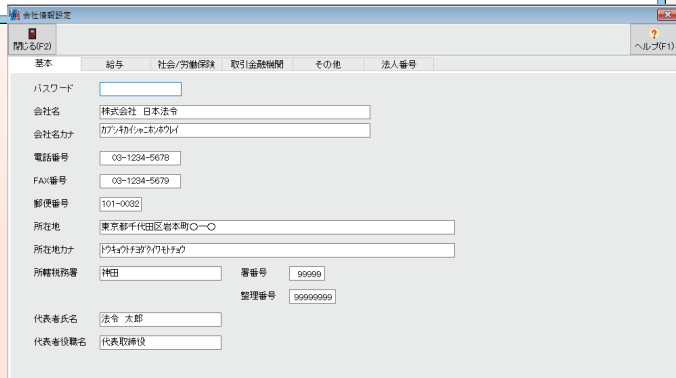 会社情報設定
閉じる(F2)
ヘルプ(F1)
基本 給与 社会/労働保険 取引金融機関 その他 法人番号
パスワード
会社名 株式会社 日本法令
会社名カナ ｶﾌﾞｼｷｶｲｼｬﾆﾎﾝﾎｳﾚｲ
電話番号 03-1234-5678
FAX番号 03-1234-5679
郵便番号 101-0032
所在地 東京都千代田区岩本町〇一〇
所在地カナ ﾄｳｷｮｳﾄﾁﾖﾀﾞｸｲﾜﾓﾄﾁｮｳ
所轄税務署 神田 署番号 99999
整理番号 99999999
代表者氏名 法令 太郎
代表者役職名 代表取締役